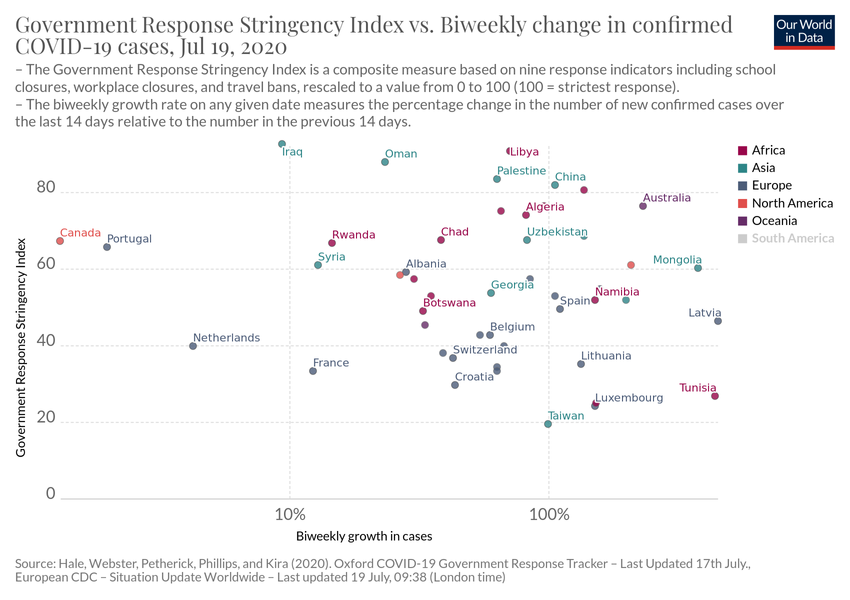 Government Response Stringency Index vs. Biweekly change in confirmed
COVID-19 cases, Jul 19, 2020
Our World
in Data
– The Government Response Stringency Index is a composite measure based on nine response indicators including school
closures, workplace closures, and travel bans, rescaled to a value from 0 to 100 (100 = strictest response).
– The biweekly growth rate on any given date measures the percentage change in the number of new confirmed cases over
the last 14 days relative to the number in the previous 14 days.
Iraq
Oman
Libya
Palestine
China
Algeria
Australia
Canada
Portugal
Rwanda
Chad
Uzbekistan
Syria
Albania
Mongolia
Georgia
Namibia
Botswana
Spain
Latvia
Belgium
Netherlands
Switzerland
France
Lithuania
Croatia
Tunisia
Luxembourg
Taiwan
80
60
40
20
0
Government Response Stringency Index
10%
100%
Biweekly growth in cases
Africa
Asia
Europe
North America
Oceania
South America
Source: Hale, Webster, Petherick, Phillips, and Kira (2020). Oxford COVID-19 Government Response Tracker – Last Updated 17th July.,
European CDC – Situation Update Worldwide – Last updated 19 July, 09:38 (London time)